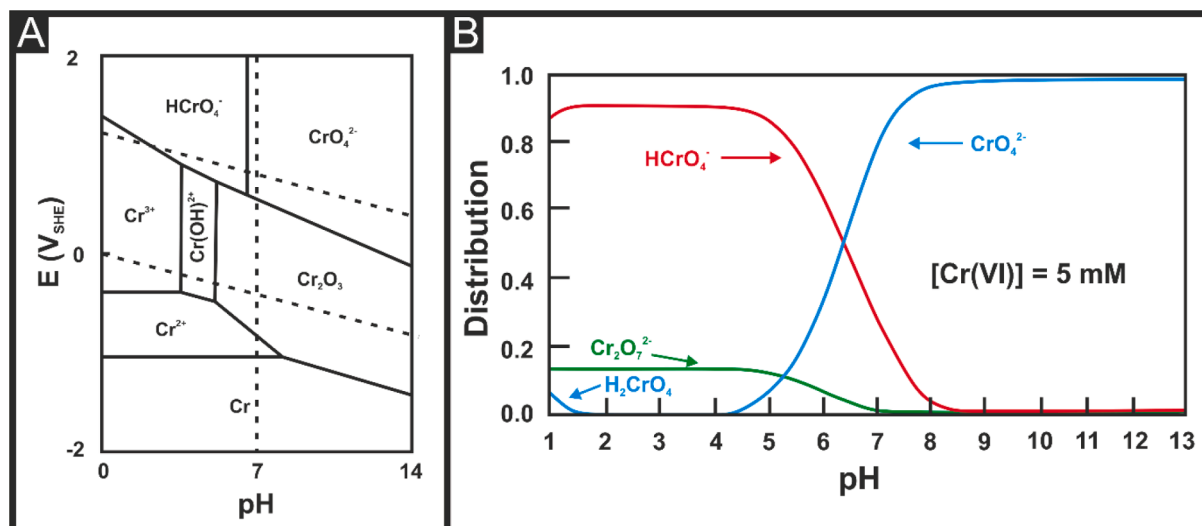 A
2
0
-2
E (V_SHE)
HCrO₄⁻
CrO₄²⁻
Cr³⁺
Cr(OH)²⁺
Cr₂O₃
Cr²⁺
Cr
0
7
14
pH
B
1.0
0.8
0.6
0.4
0.2
0.0
Distribution
HCrO₄⁻
CrO₄²⁻
[Cr(VI)] = 5 mM
Cr₂O₇²⁻
H₂CrO₄
1 2 3 4 5 6 7 8 9 10 11 12 13
pH